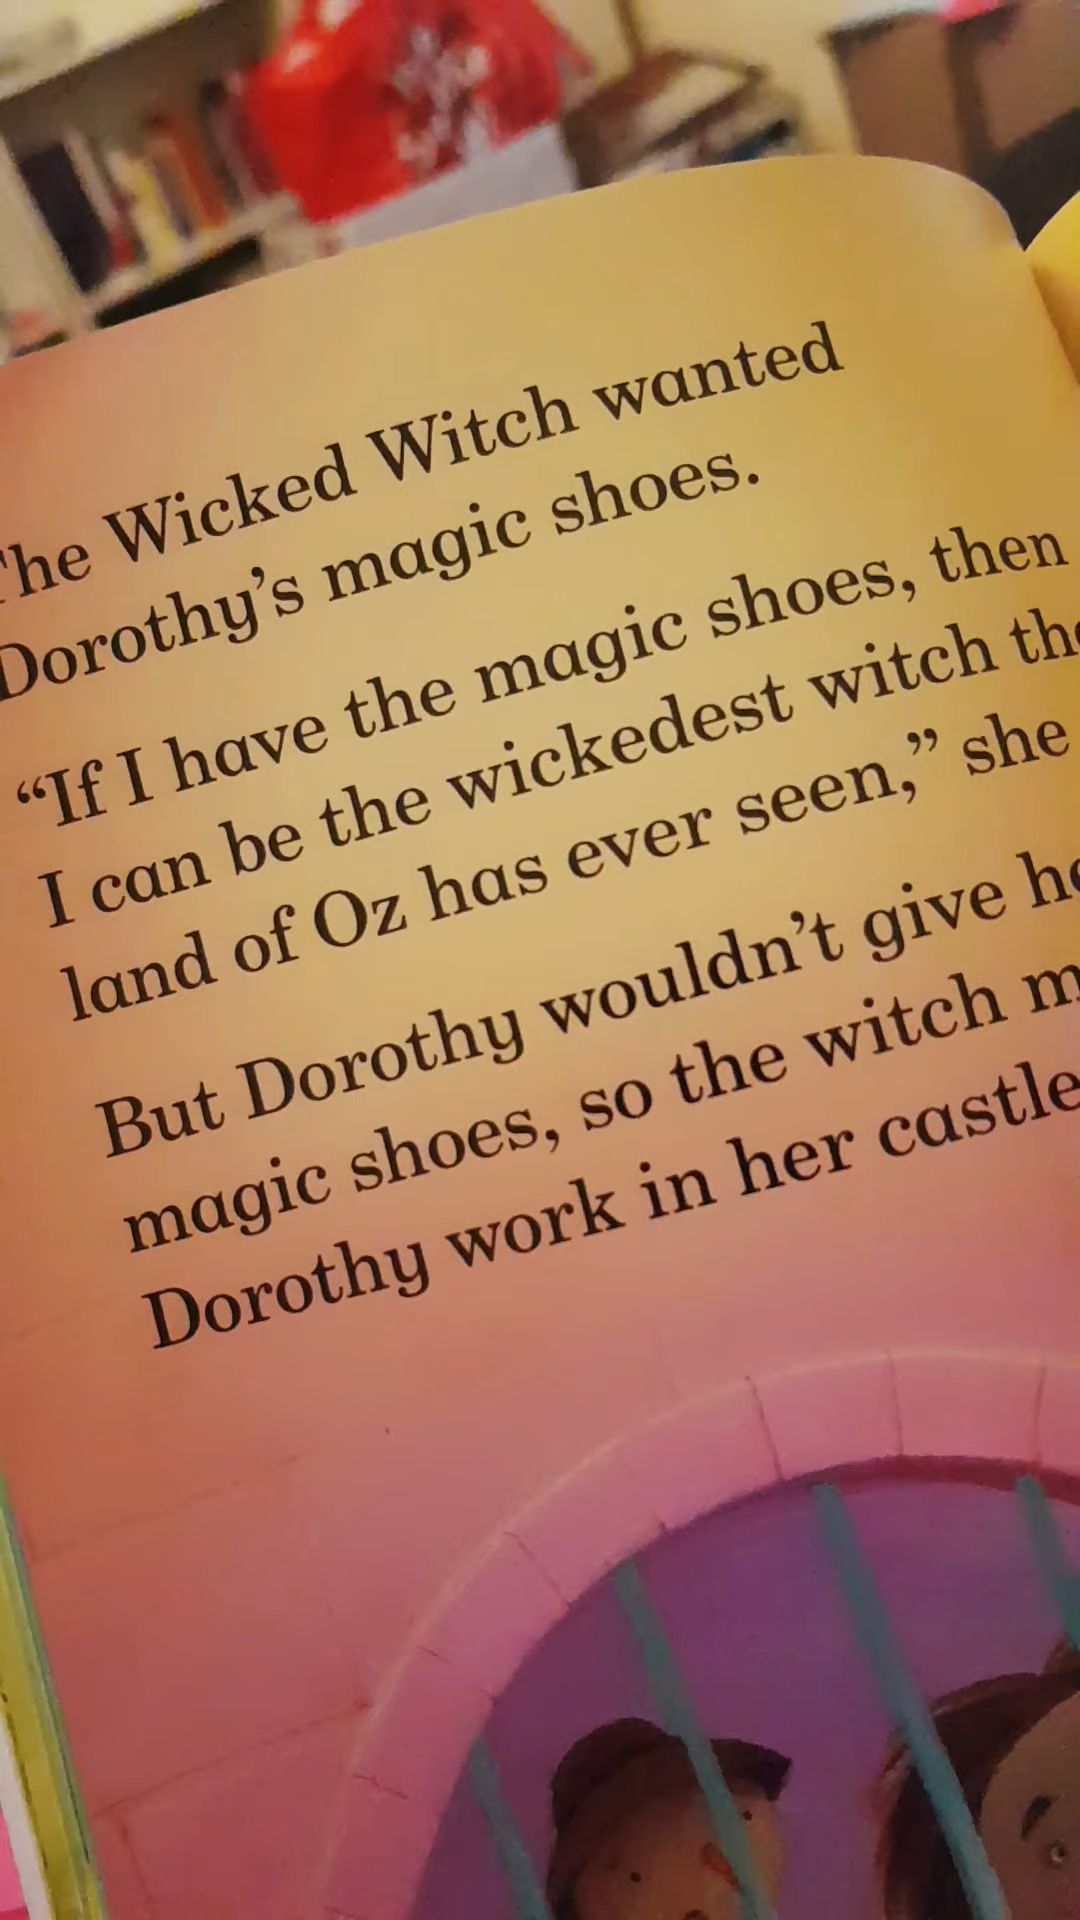 The Wicked Witch wanted
Dorothy's magic shoes.
“If I have the magic shoes, then
I can be the wickedest witch
land of Oz has ever seen,” she
But Dorothy wouldn't give
magic shoes, so the witch
Dorothy work in her castle